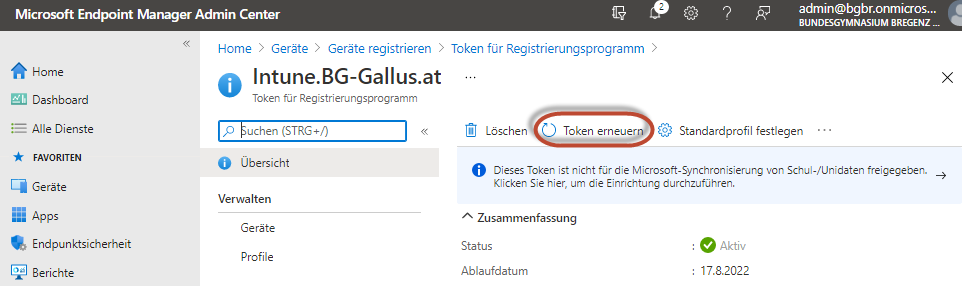 Microsoft Endpoint Manager Admin Center
2
?
admin@bgbr.onmicros...
BUNDESGYMNASIUM BREGENZ ...
«
Home
Dashboard
Alle Dienste
FAVORITEN
Geräte
Apps
Endpunktsicherheit
Berichte
Home > Geräte > Geräte registrieren > Token für Registrierungsprogramm >
Intune.BG-Gallus.at ...
Token für Registrierungsprogramm
Suchen (STRG+/) «
Übersicht
Verwalten
Geräte
Profile
Löschen Token erneuern Standardprofil festlegen ...
Dieses Token ist nicht für die Microsoft-Synchronisierung von Schul-/Unidaten freigegeben.
Klicken Sie hier, um die Einrichtung durchzuführen. →
Zusammenfassung
Status : Aktiv
Ablaufdatum : 17.8.2022